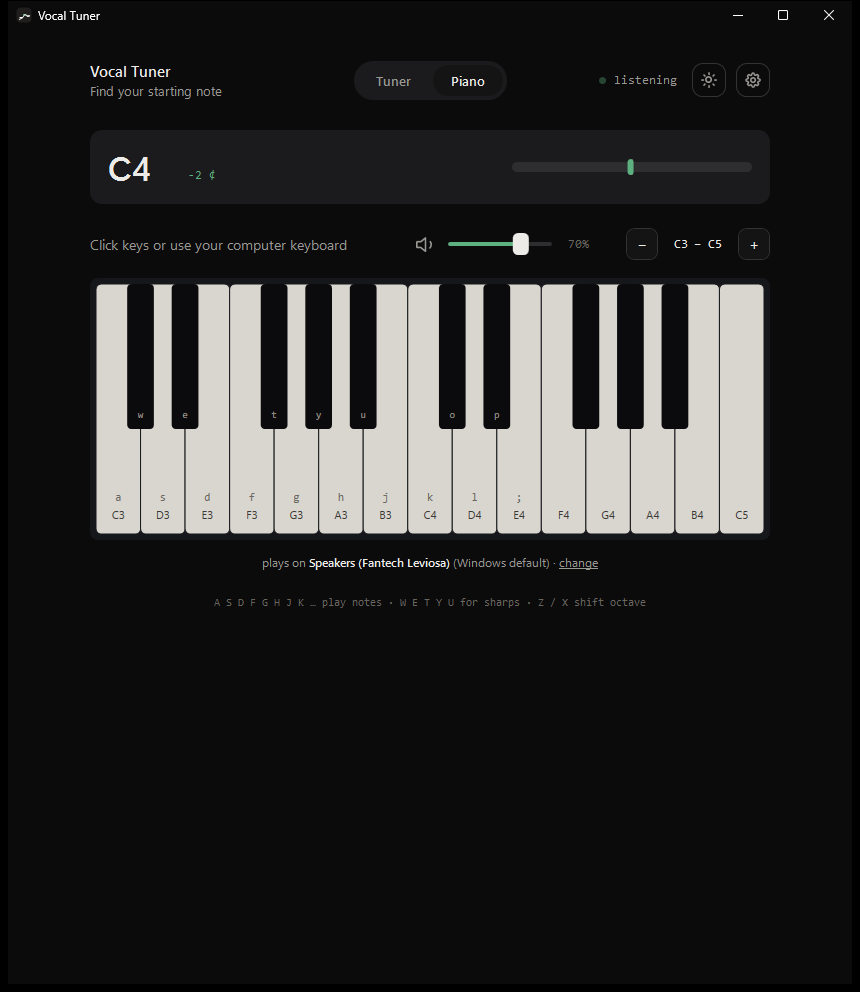 Vocal Tuner
Vocal Tuner
Find your starting note
Tuner
Piano
listening
C4
-2 ¢
Click keys or use your computer keyboard
70%
−
C3 – C5
+
w e t y u o p
a s d f g h j k l ;
C3 D3 E3 F3 G3 A3 B3 C4 D4 E4 F4 G4 A4 B4 C5
plays on Speakers (Fantech Leviosa) (Windows default) · change
A S D F G H J K … play notes · W E T Y U for sharps · Z / X shift octave